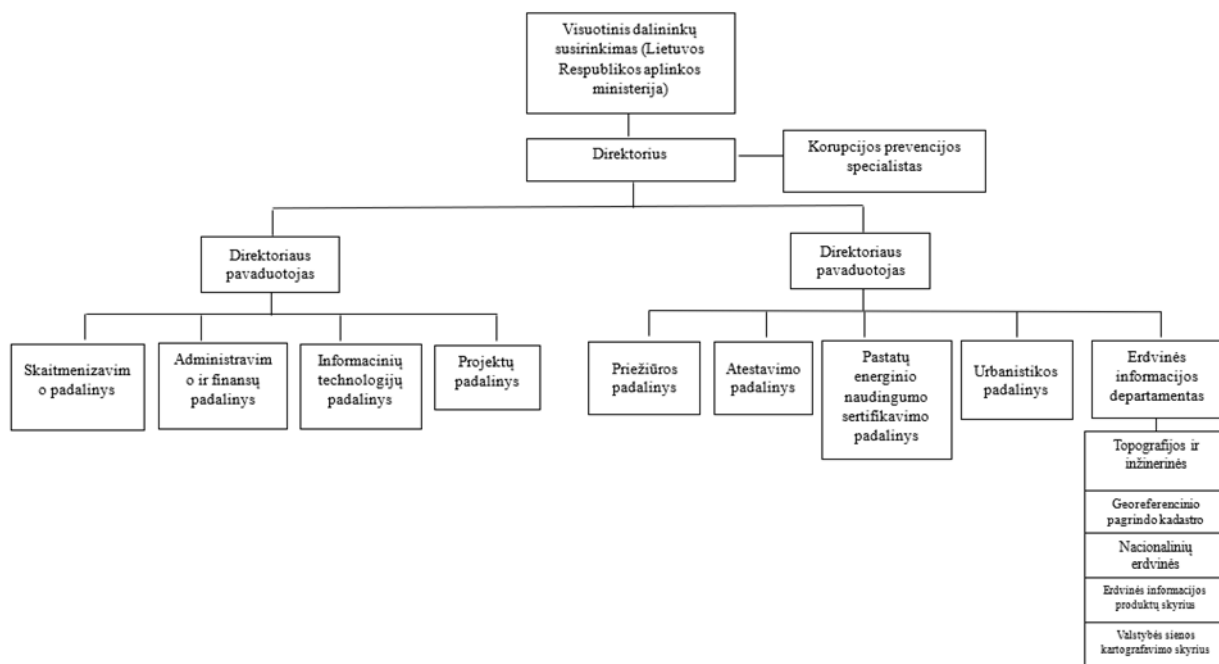 Visuotinis dalininkų
susirinkimas (Lietuvos
Respublikos aplinkos
ministerija)
Direktorius
Korupcijos prevencijos
specialistas
Direktoriaus
pavaduotojas
Direktoriaus
pavaduotojas
Skaitmenizavim
o padalinys
Administravim
o ir finansų
padalinys
Informacinių
technologijų
padalinys
Projektų
padalinys
Priežiūros
padalinys
Atestavimo
padalinys
Pastatų
energinio
naudingumo
sertifikavimo
padalinys
Urbanistikos
padalinys
Erdvinės
informacijos
departamentas
Topografijos ir
inžinerinės
Georeferencinio
pagrindo kadastro
Nacionalinių
erdvinės
Erdvinės informacijos
produktų skyrius
Valstybės sienos
kartografavimo skyrius